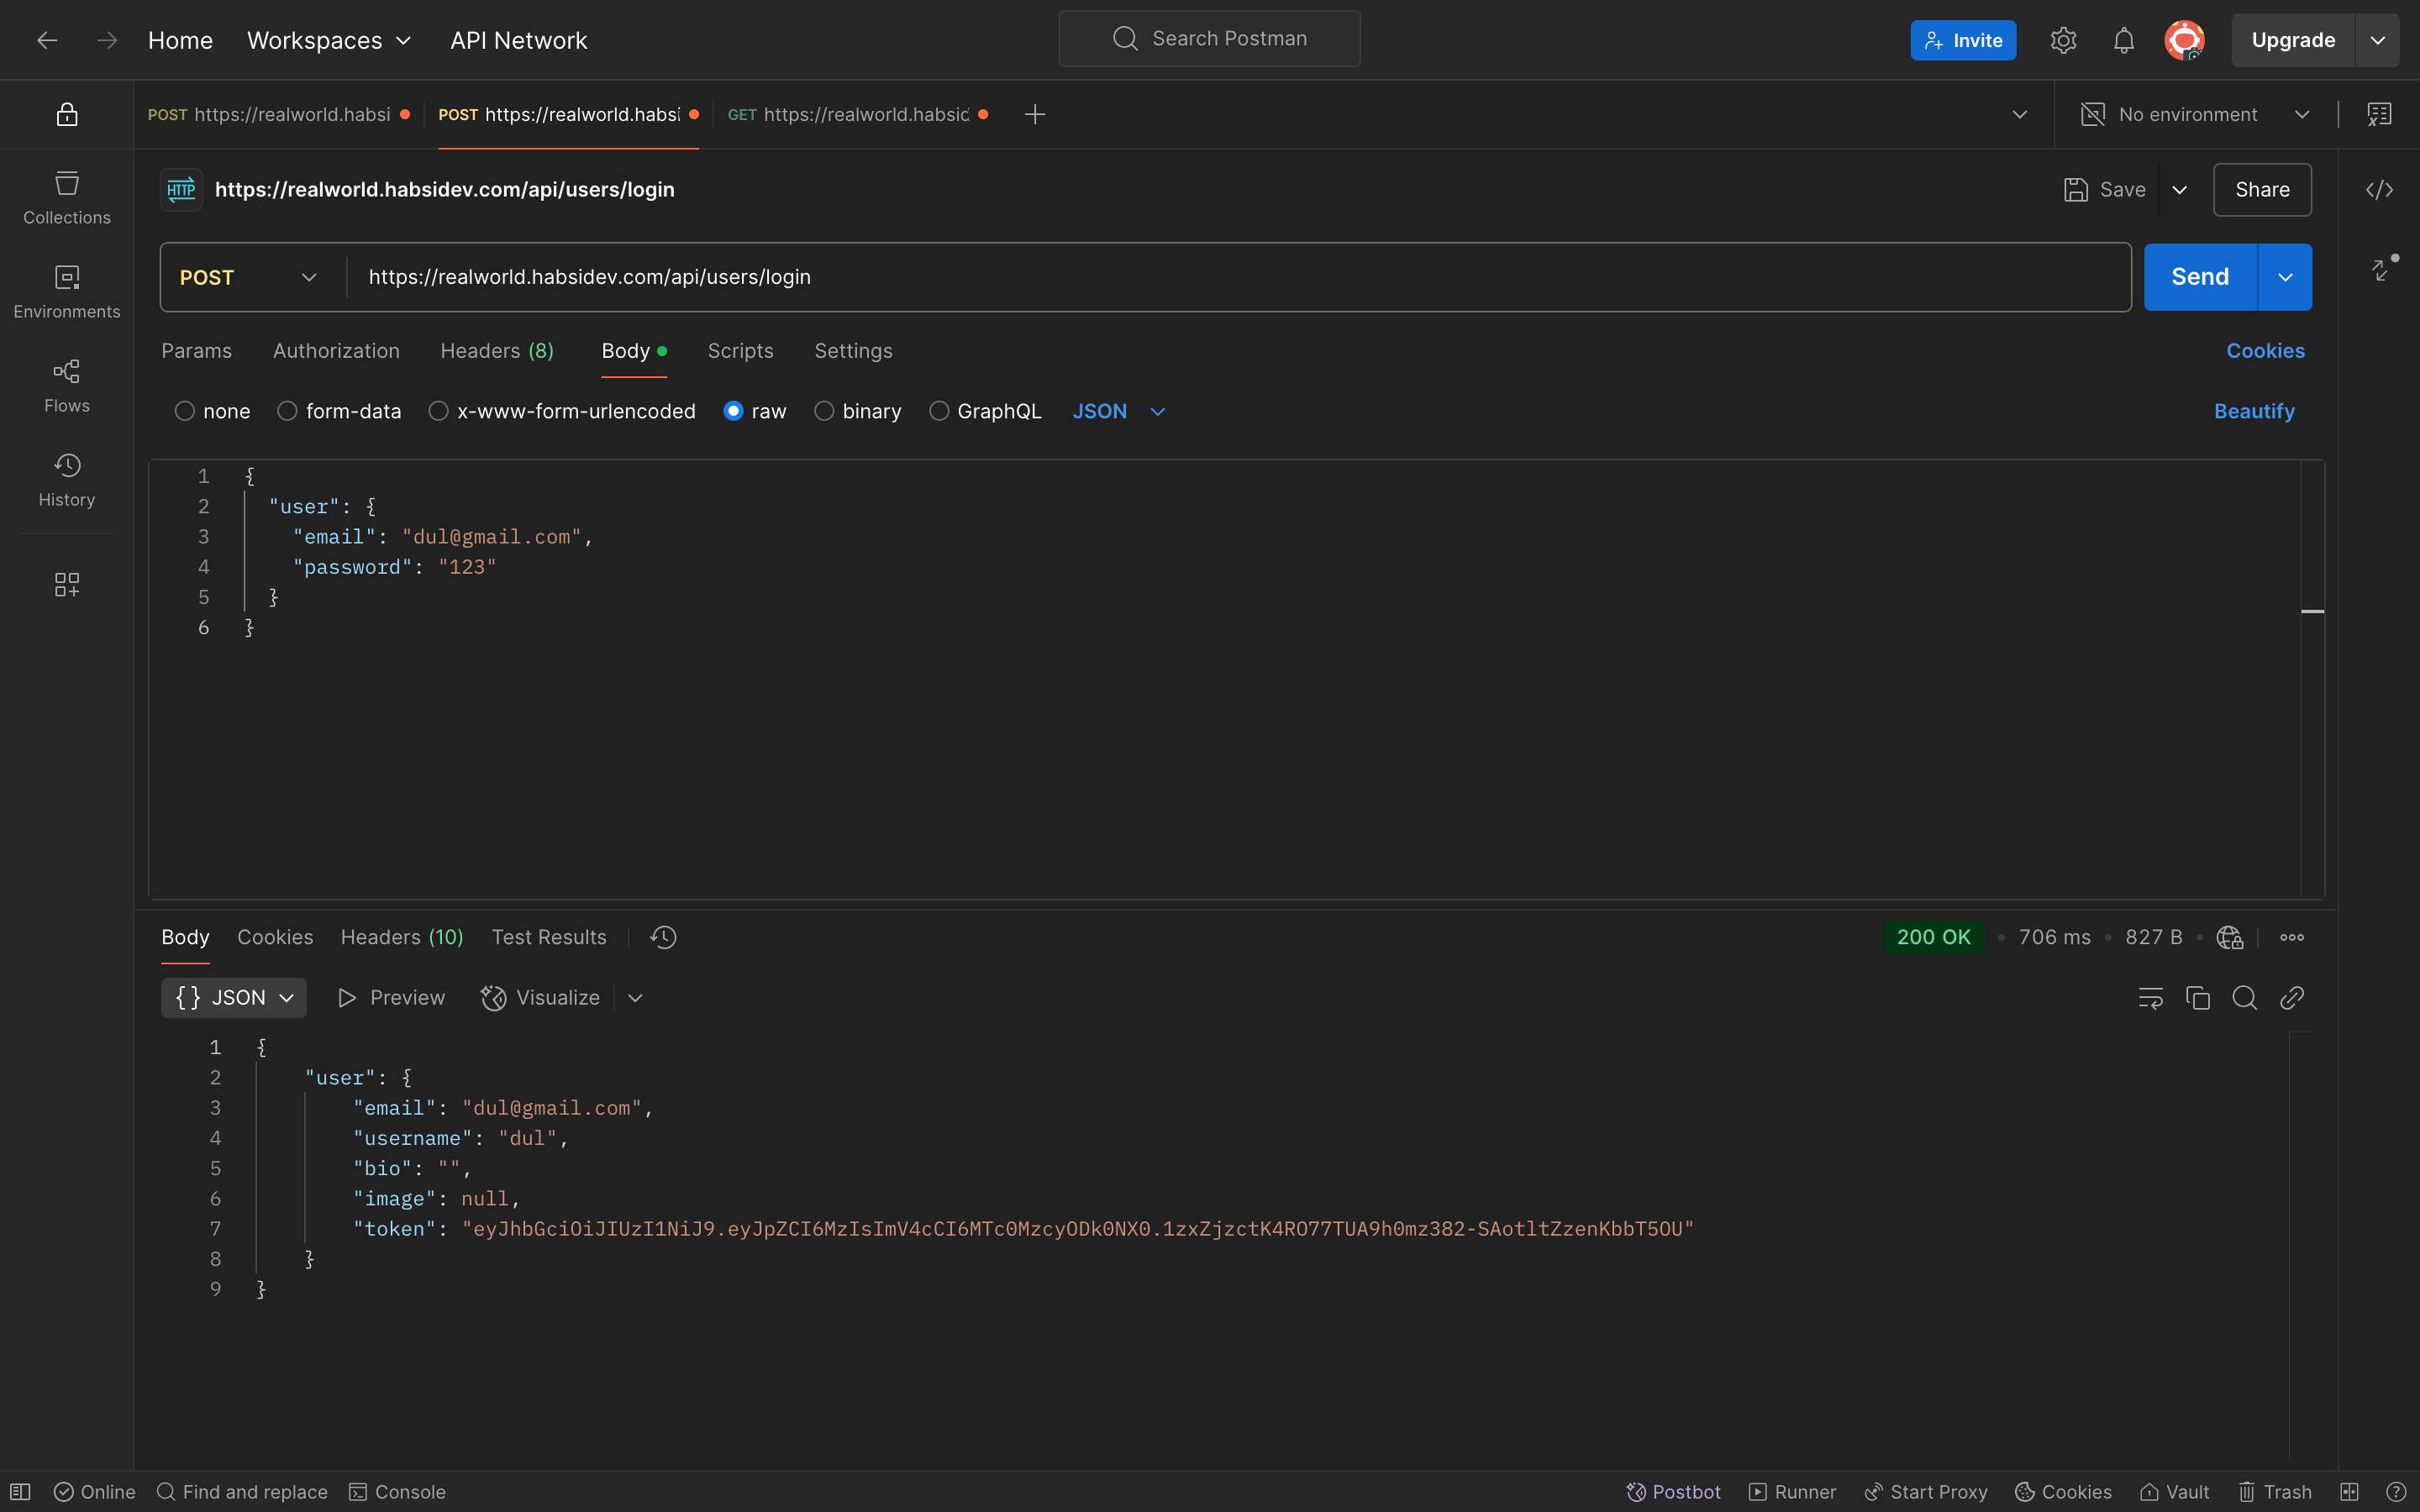 Home Workspaces API Network Search Postman Invite Upgrade
POST https://realworld.habsi POST https://realworld.habsi GET https://realworld.habsic No environment
Collections
Environments
Flows
History
HTTP https://realworld.habsidev.com/api/users/login Save Share
POST https://realworld.habsidev.com/api/users/login Send
Params Authorization Headers (8) Body Scripts Settings Cookies
none form-data x-www-form-urlencoded raw binary GraphQL JSON Beautify
1 {
2 "user": {
3 "email": "dul@gmail.com",
4 "password": "123"
5 }
6 }
Body Cookies Headers (10) Test Results 200 OK 706 ms 827 B
{} JSON Preview Visualize
1 {
2 "user": {
3 "email": "dul@gmail.com",
4 "username": "dul",
5 "bio": "",
6 "image": null,
7 "token": "eyJhbGciOiJIUzI1NiJ9.eyJpZCI6MzIsImV4cCI6MTc0MzcyODk0NX0.1zxZjzctK4RO77TUA9h0mz382-SAotltZzenKbbT5OU"
8 }
9 }
Online Find and replace Console Postbot Runner Start Proxy Cookies Vault Trash